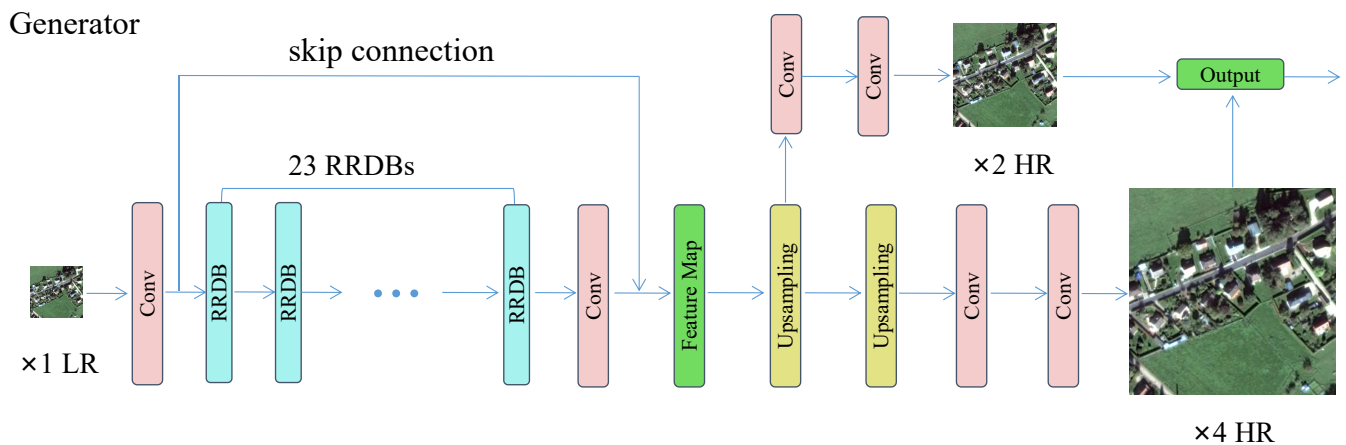 Generator
skip connection
23 RRDBs
×1 LR
Conv
RRDB
RRDB
RRDB
Conv
Feature Map
Upsampling
Upsampling
Conv
Conv
×4 HR
Conv
Conv
×2 HR
Output